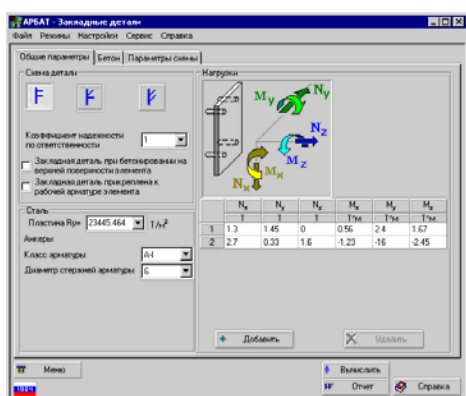 АРБАТ - Закладные детали
Файл Режимы Настройки Сервис Справка
Общие параметры Бетон Параметры схемы
Схема детали
Коэффициент надежности по ответственности 1
Закладная деталь при бетонировании на верхней поверхности элемента
Закладная деталь прикреплена к рабочей арматуре элемента
Сталь
Пластина Ry= 23445.464 Т/м²
Анкеры
Класс арматуры A-I
Диаметр стержней арматуры 6
Нагрузки
My Ny
Nz
Mz
Mx
Nx
Nx Ny Nz Mx My Mz
Т Т Т Т*м Т*м Т*м
1 1.3 1.45 0 0.56 2.4 1.67
2 2.7 0.33 1.6 -1.23 -16 -2.45
Добавить Удалить
Меню Вычислить
Отчет Справка